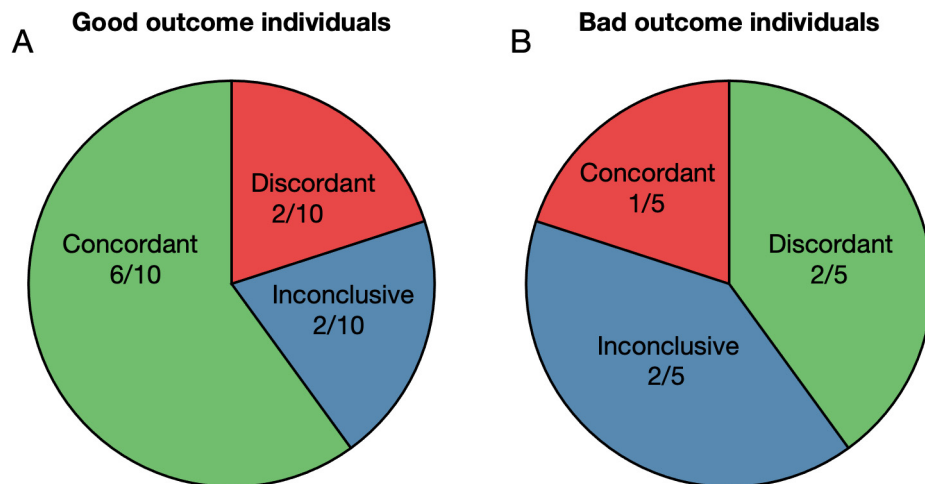 A
Good outcome individuals
Discordant
2/10
Concordant
6/10
Inconclusive
2/10
B
Bad outcome individuals
Concordant
1/5
Discordant
2/5
Inconclusive
2/5